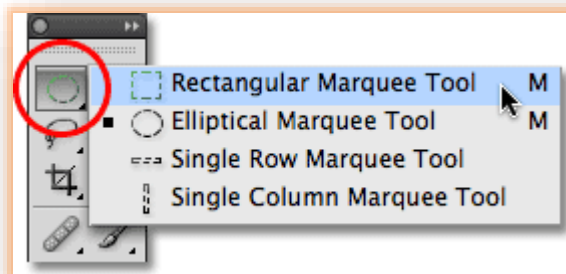 Rectangular Marquee Tool M
Elliptical Marquee Tool M
Single Row Marquee Tool
Single Column Marquee Tool